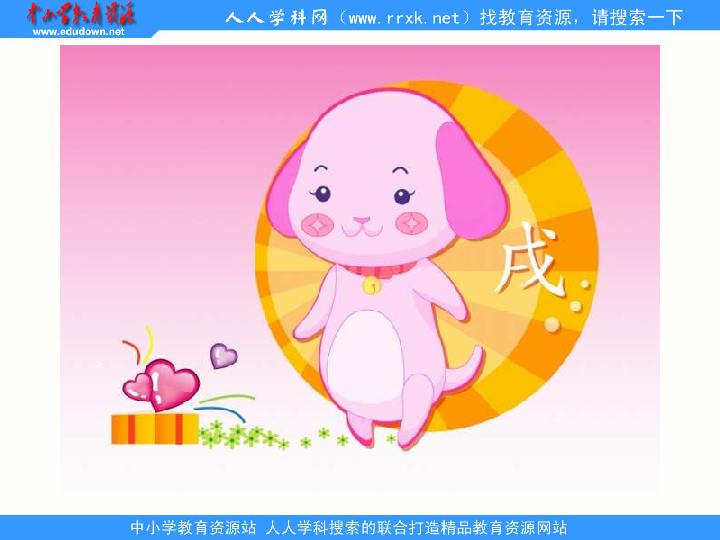 中小学教育资源
www.edudown.net
人人学科网（www.rrxk.net）找教育资源，请搜索一下
戌
中小学教育资源站 人人学科搜索的联合打造精品教育资源网站